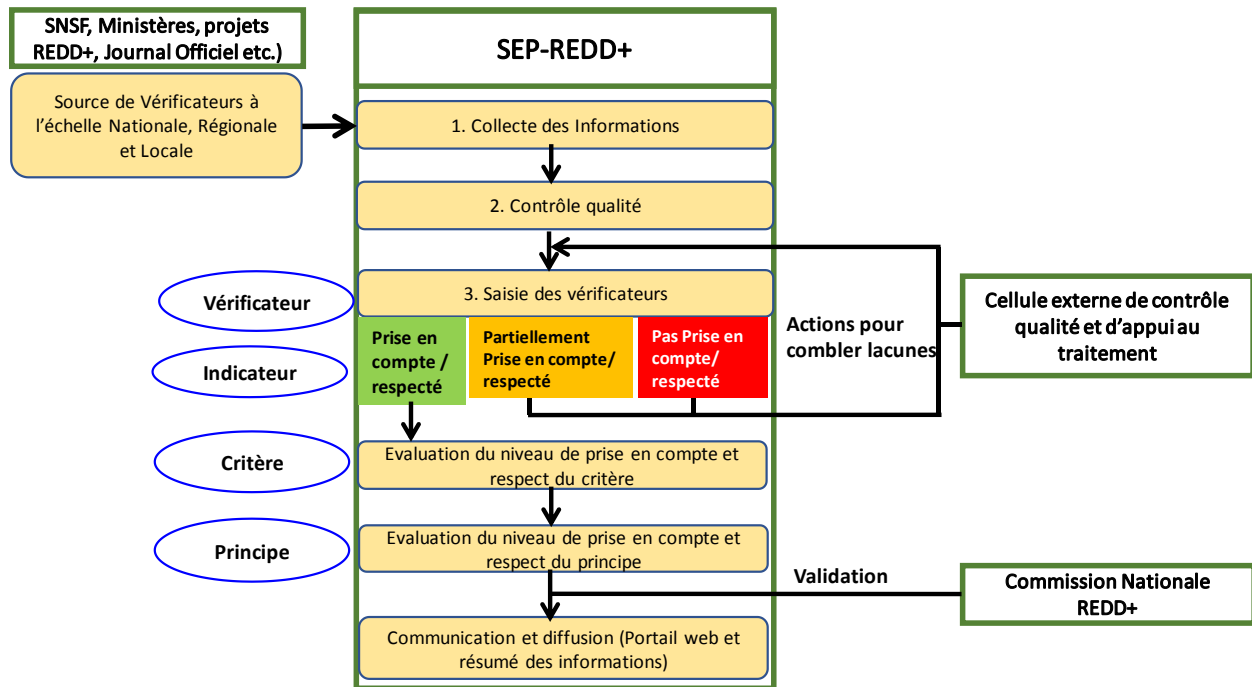 SNSF, Ministères, projets
REDD+, Journal Officiel etc.)
SEP-REDD+
Source de Vérificateurs à
l'échelle Nationale, Régionale
et Locale
1. Collecte des Informations
2. Contrôle qualité
Vérificateur
3. Saisie des vérificateurs
Indicateur
Prise en
compte /
respecté
Partiellement
Prise en compte/
respecté
Pas Prise en
compte/
respecté
Actions pour
combler lacunes
Cellule externe de contrôle
qualité et d'appui au
traitement
Critère
Evaluation du niveau de prise en compte et
respect du critère
Principe
Evaluation du niveau de prise en compte et
respect du principe
Validation
Commission Nationale
REDD+
Communication et diffusion (Portail web et
résumé des informations)